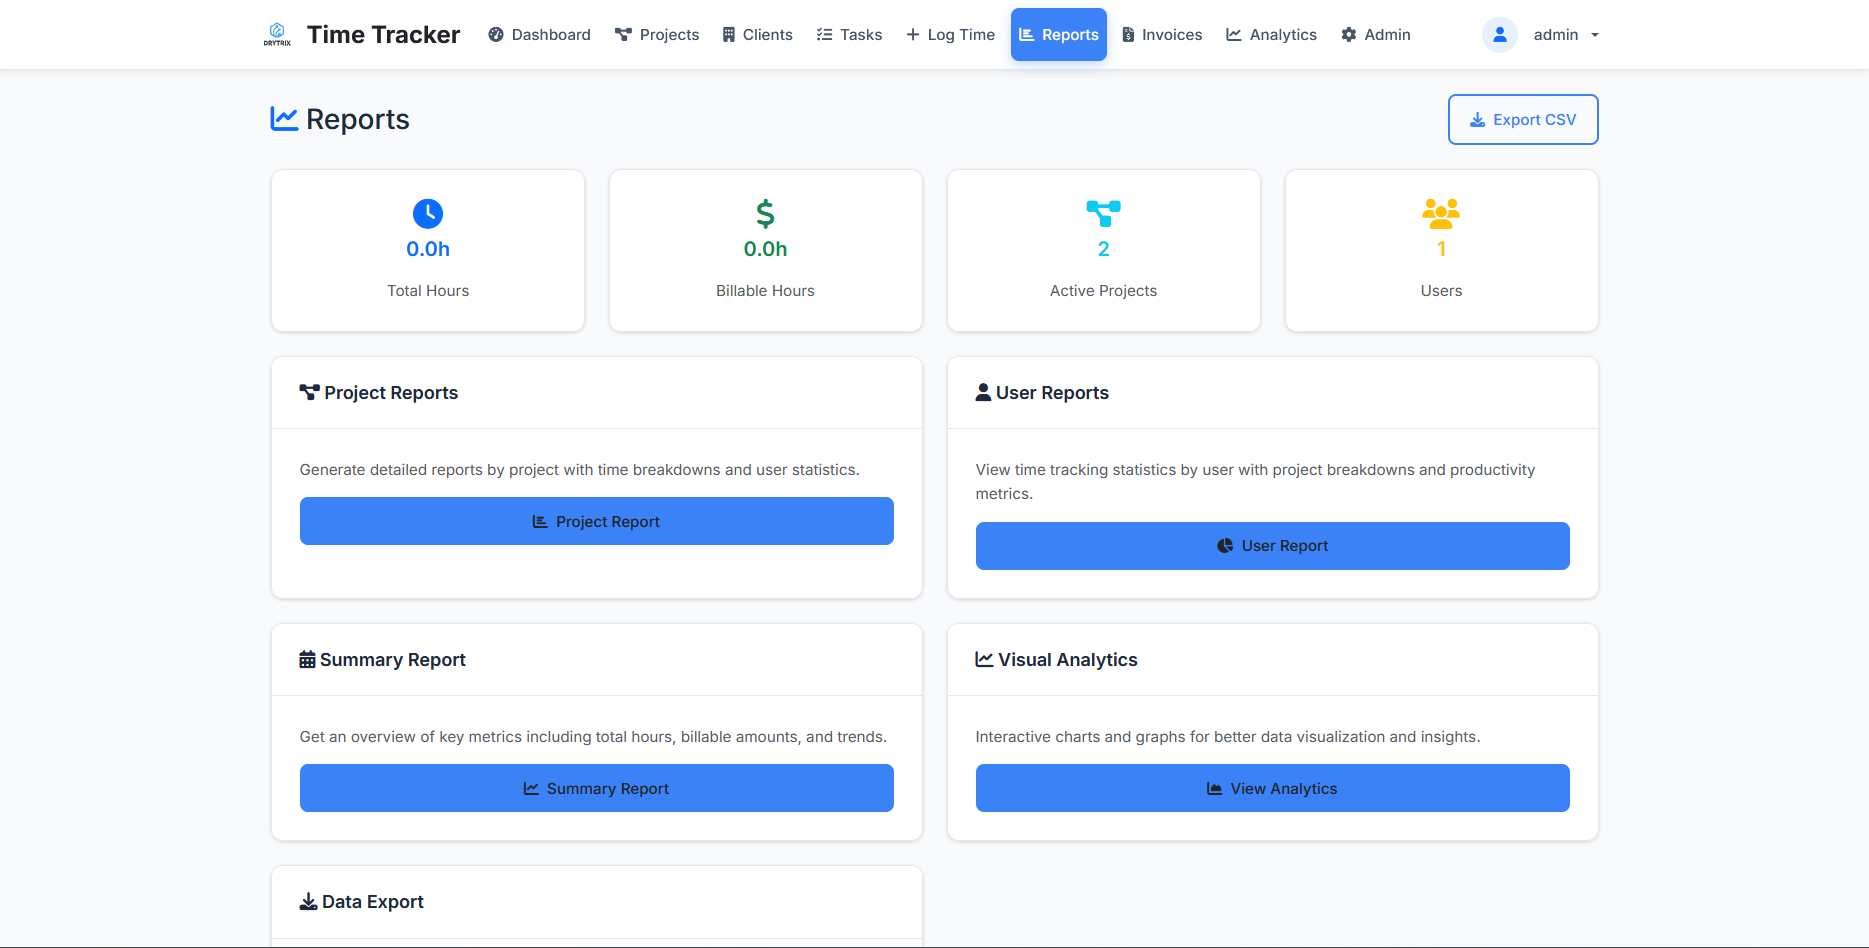 DRYTRIX
Time Tracker
Dashboard
Projects
Clients
Tasks
Log Time
Reports
Invoices
Analytics
Admin
admin
Reports
Export CSV
0.0h
Total Hours
0.0h
Billable Hours
2
Active Projects
1
Users
Project Reports
Generate detailed reports by project with time breakdowns and user statistics.
Project Report
User Reports
View time tracking statistics by user with project breakdowns and productivity
metrics.
User Report
Summary Report
Get an overview of key metrics including total hours, billable amounts, and trends.
Summary Report
Visual Analytics
Interactive charts and graphs for better data visualization and insights.
View Analytics
Data Export